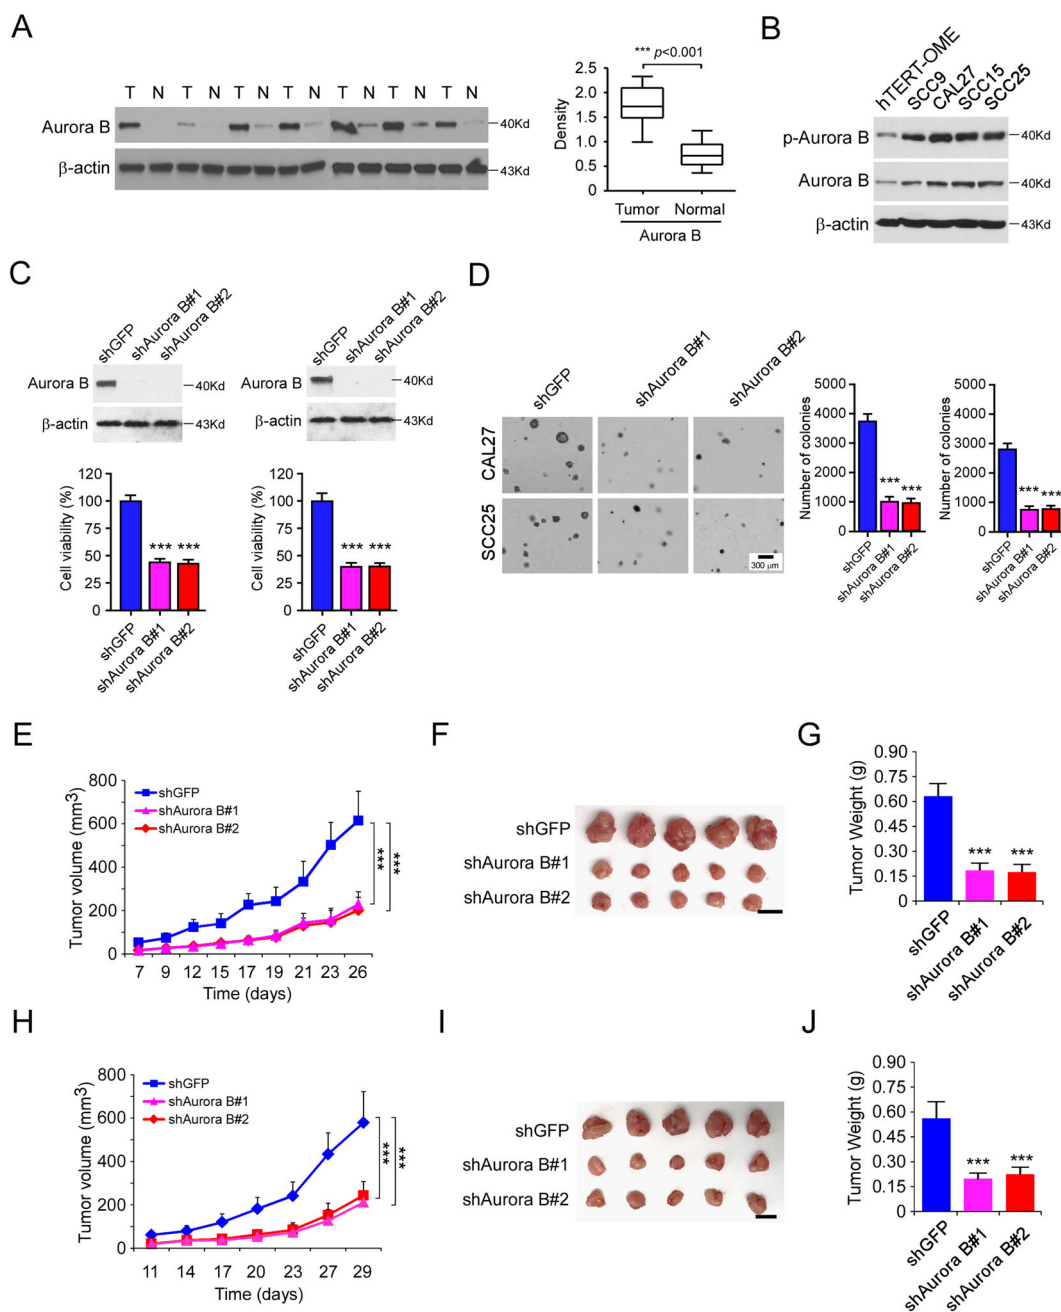 A
T N T N T N T N T N T N T N
Aurora B
40Kd
β-actin
43Kd
*** p<0.001
Density
2.5
2.0
1.5
1.0
0.5
0
Tumor Normal
Aurora B
B
hTERT-OME
SCC9
CAL27
SCC15
SCC25
p-Aurora B
40Kd
Aurora B
40Kd
β-actin
43Kd
C
shGFP
shAurora B#1
shAurora B#2
Aurora B
40Kd
β-actin
43Kd
shGFP
shAurora B#1
shAurora B#2
Aurora B
40Kd
β-actin
43Kd
Cell viability (%)
120
100
75
50
25
0
*** ***
shGFP
shAurora B#1
shAurora B#2
Cell viability (%)
120
100
75
50
25
0
*** ***
shGFP
shAurora B#1
shAurora B#2
D
shGFP
shAurora B#1
shAurora B#2
CAL27
SCC25
300 μm
Number of colonies
5000
4000
3000
2000
1000
0
*** ***
shGFP
shAurora B#1
shAurora B#2
Number of colonies
5000
4000
3000
2000
1000
0
*** ***
shGFP
shAurora B#1
shAurora B#2
E
Tumor volume (mm3)
800
600
400
200
0
shGFP
shAurora B#1
shAurora B#2
***
***
7 9 12 15 17 19 21 23 26
Time (days)
F
shGFP
shAurora B#1
shAurora B#2
G
Tumor Weight (g)
0.90
0.75
0.60
0.45
0.30
0.15
0
*** ***
shGFP
shAurora B#1
shAurora B#2
H
Tumor volume (mm3)
800
600
400
200
0
shGFP
shAurora B#1
shAurora B#2
***
***
11 14 17 20 23 27 29
Time (days)
I
shGFP
shAurora B#1
shAurora B#2
J
Tumor Weight (g)
0.90
0.60
0.30
0.15
0
*** ***
shGFP
shAurora B#1
shAurora B#2